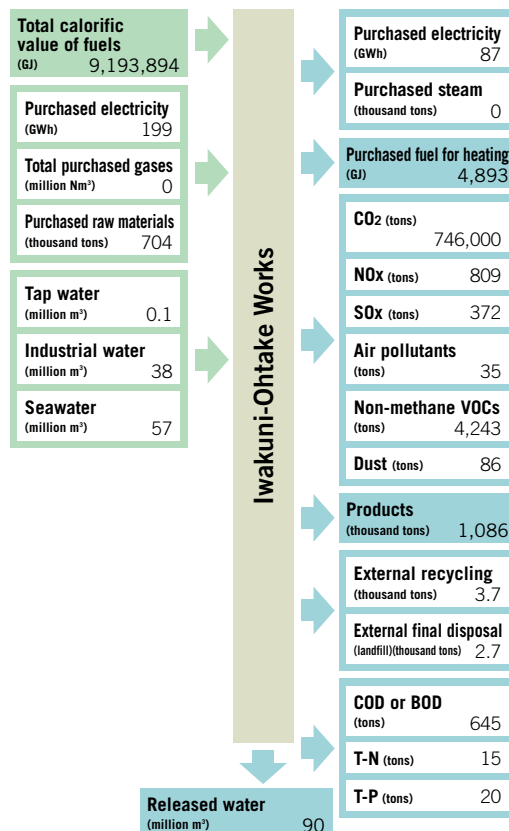 Total calorific
value of fuels
(GJ) 9,193,894
Purchased electricity
(GWh) 199
Total purchased gases
(million Nm³) 0
Purchased raw materials
(thousand tons) 704
Tap water
(million m³) 0.1
Industrial water
(million m³) 38
Seawater
(million m³) 57
Iwakuni-Ohtake Works
Purchased electricity
(GWh) 87
Purchased steam
(thousand tons) 0
Purchased fuel for heating
(GJ) 4,893
CO₂ (tons)
746,000
NOx (tons) 809
SOx (tons) 372
Air pollutants
(tons) 35
Non-methane VOCs
(tons) 4,243
Dust (tons) 86
Products
(thousand tons) 1,086
External recycling
(thousand tons) 3.7
External final disposal
(landfill)(thousand tons) 2.7
COD or BOD
(tons) 645
T-N (tons) 15
T-P (tons) 20
Released water
(million m³) 90